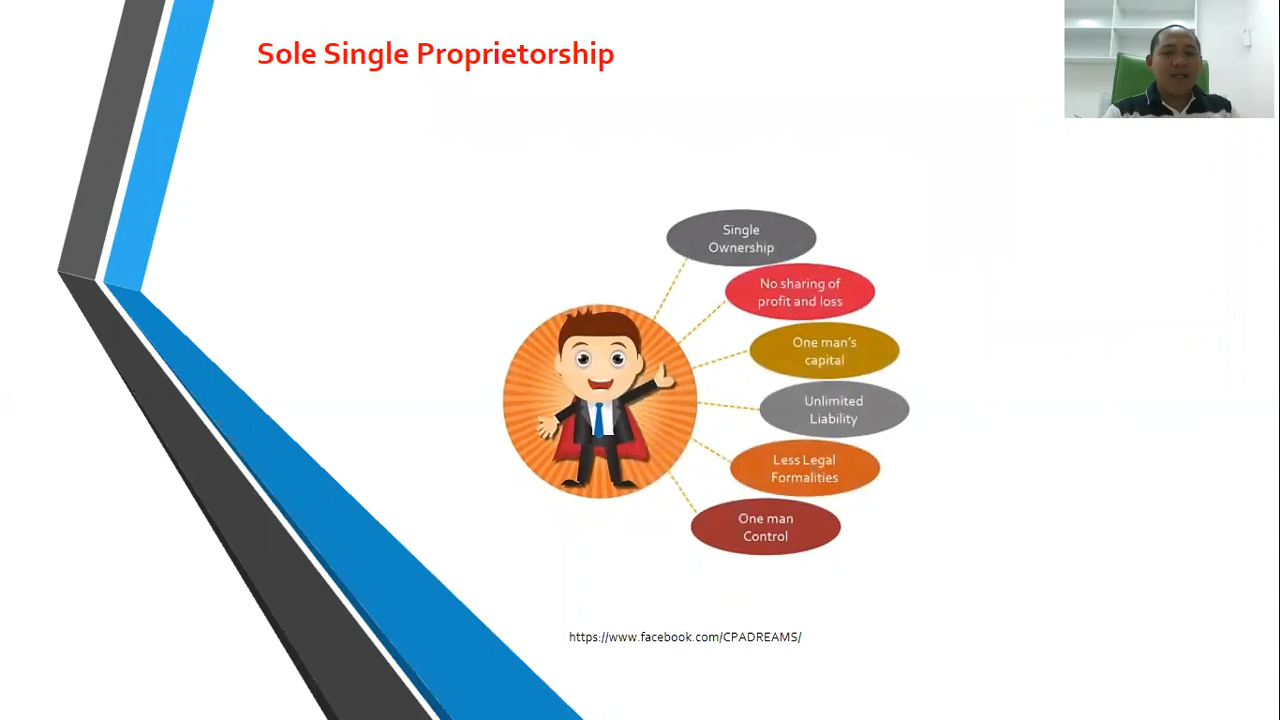 Sole Single Proprietorship
Single
Ownership
No sharing of
profit and loss
One man's
capital
Unlimited
Liability
Less Legal
Formalities
One man
Control
https://www.facebook.com/CPADREAMS/